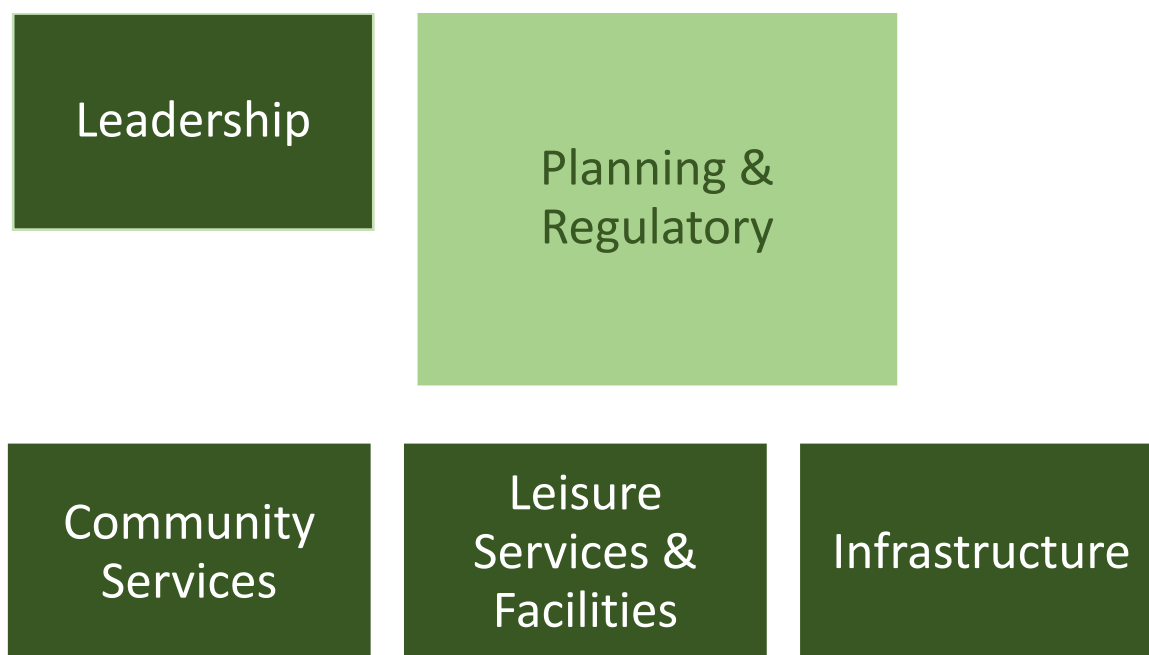 Leadership
Planning &
Regulatory
Community
Services
Leisure
Services &
Facilities
Infrastructure